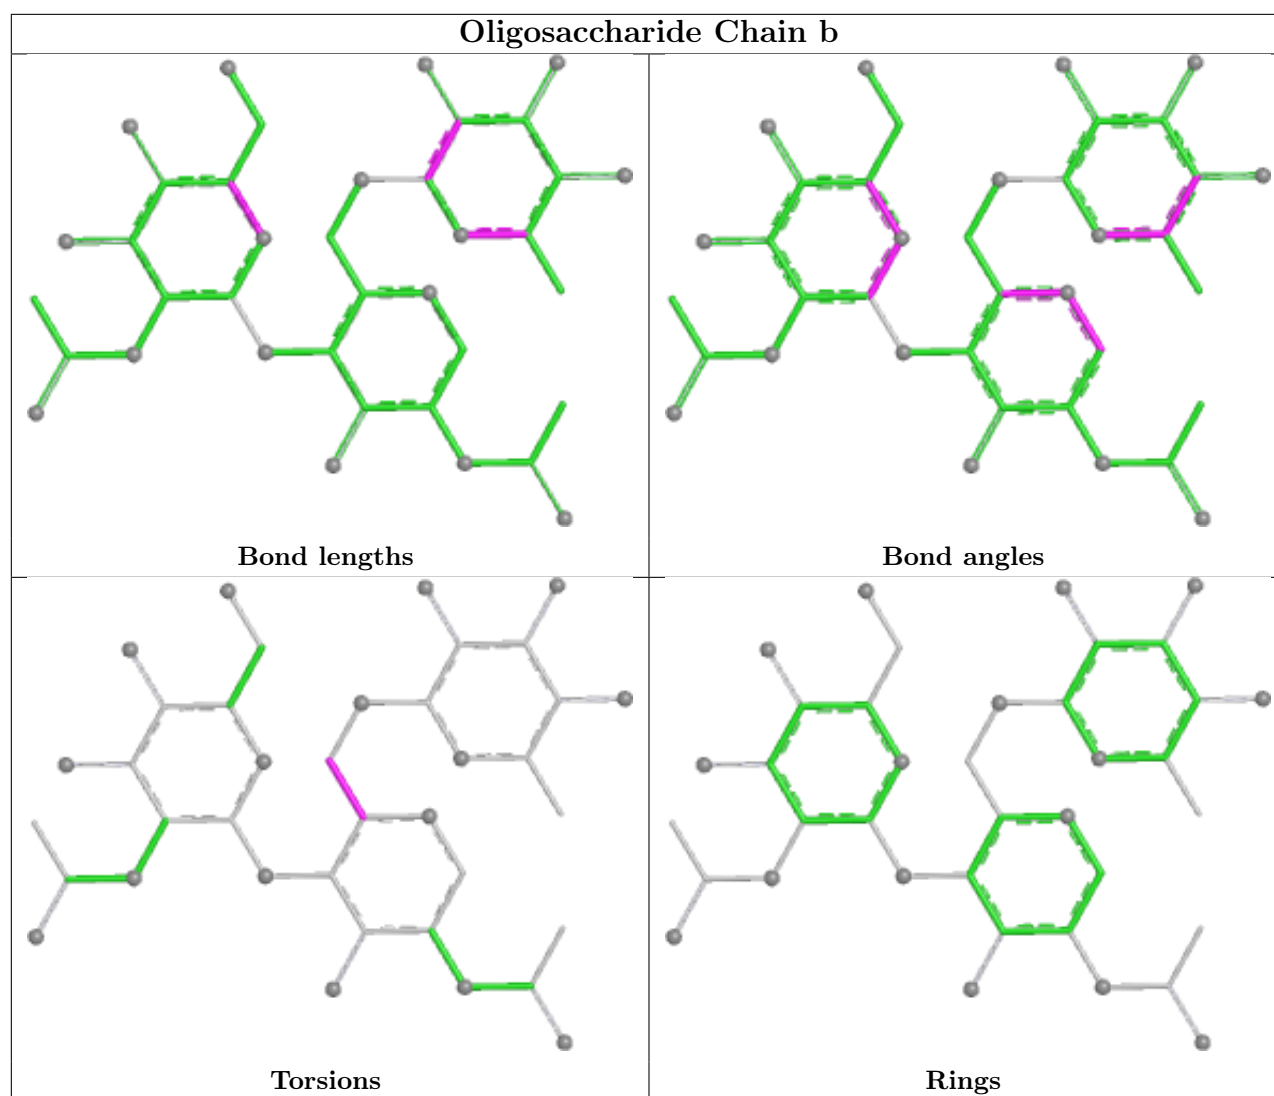 Oligosaccharide Chain b
Bond lengths
Bond angles
Torsions
Rings